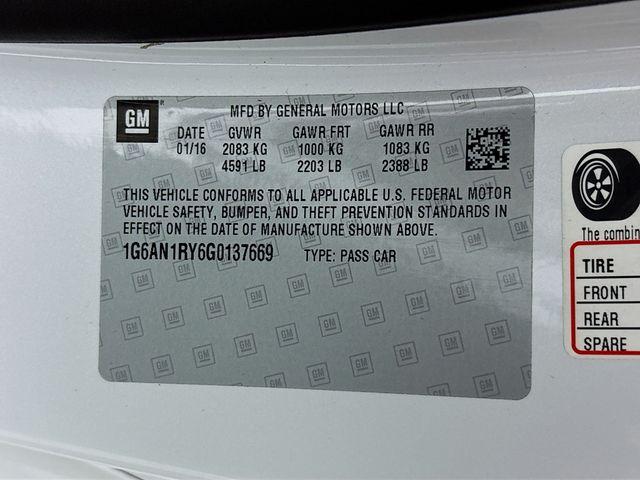 GM
MFD BY GENERAL MOTORS LLC
DATE GVWR GAWR FRT GAWR RR
01/16 2083 KG 1000 KG 1083 KG
4591 LB 2203 LB 2388 LB
THIS VEHICLE CONFORMS TO ALL APPLICABLE U.S. FEDERAL MOTOR
VEHICLE SAFETY, BUMPER, AND THEFT PREVENTION STANDARDS IN
EFFECT ON THE DATE OF MANUFACTURE SHOWN ABOVE.
1G6AN1RY6G0137669 TYPE: PASS CAR
The combin
TIRE
FRONT
REAR
SPARE